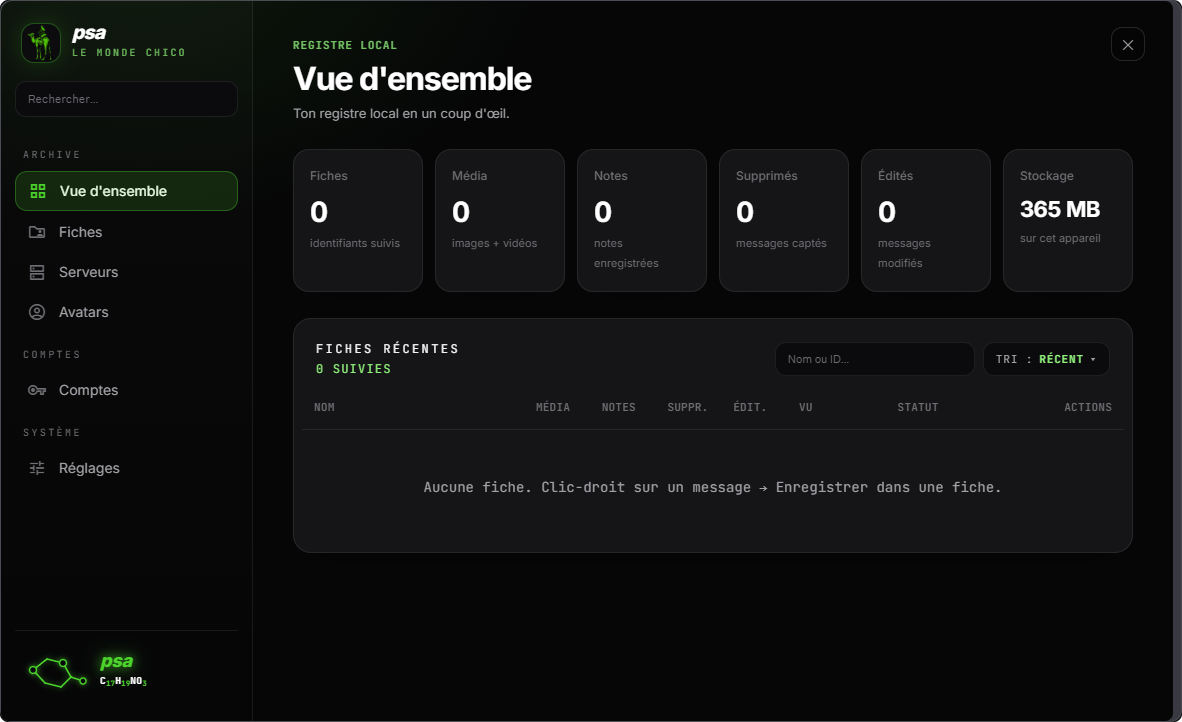 psa
LE MONDE CHICO
Rechercher...
ARCHIVE
Vue d'ensemble
Fiches
Serveurs
Avatars
COMPTES
Comptes
SYSTÈME
Réglages
psa
C₁₇H₁₉NO₃
REGISTRE LOCAL
Vue d'ensemble
Ton registre local en un coup d'œil.
Fiches
0
identifiants suivis
Média
0
images + vidéos
Notes
0
notes
enregistrées
Supprimés
0
messages captés
Édités
0
messages
modifiés
Stockage
365 MB
sur cet appareil
FICHES RÉCENTES
0 SUIVIES
Nom ou ID...
TRI : RÉCENT
NOM MÉDIA NOTES SUPPR. ÉDIT. VU STATUT ACTIONS
Aucune fiche. Clic-droit sur un message → Enregistrer dans une fiche.